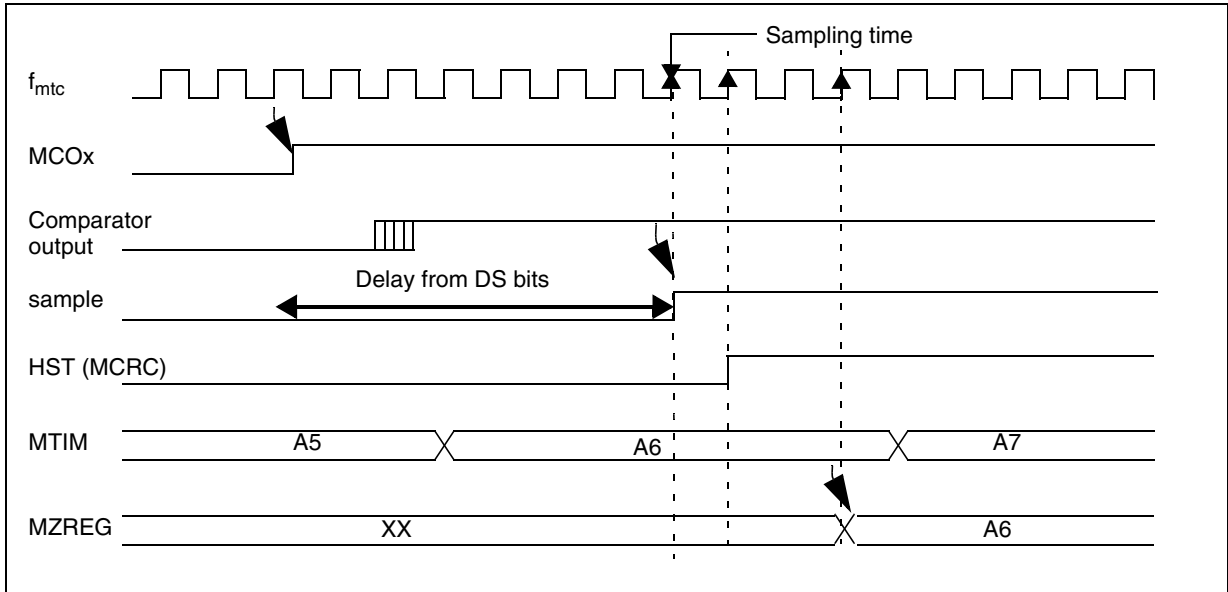 Sampling time
fmtc
MCOx
Comparator
output
Delay from DS bits
sample
HST (MCRC)
MTIM
A5
A6
A7
MZREG
XX
A6